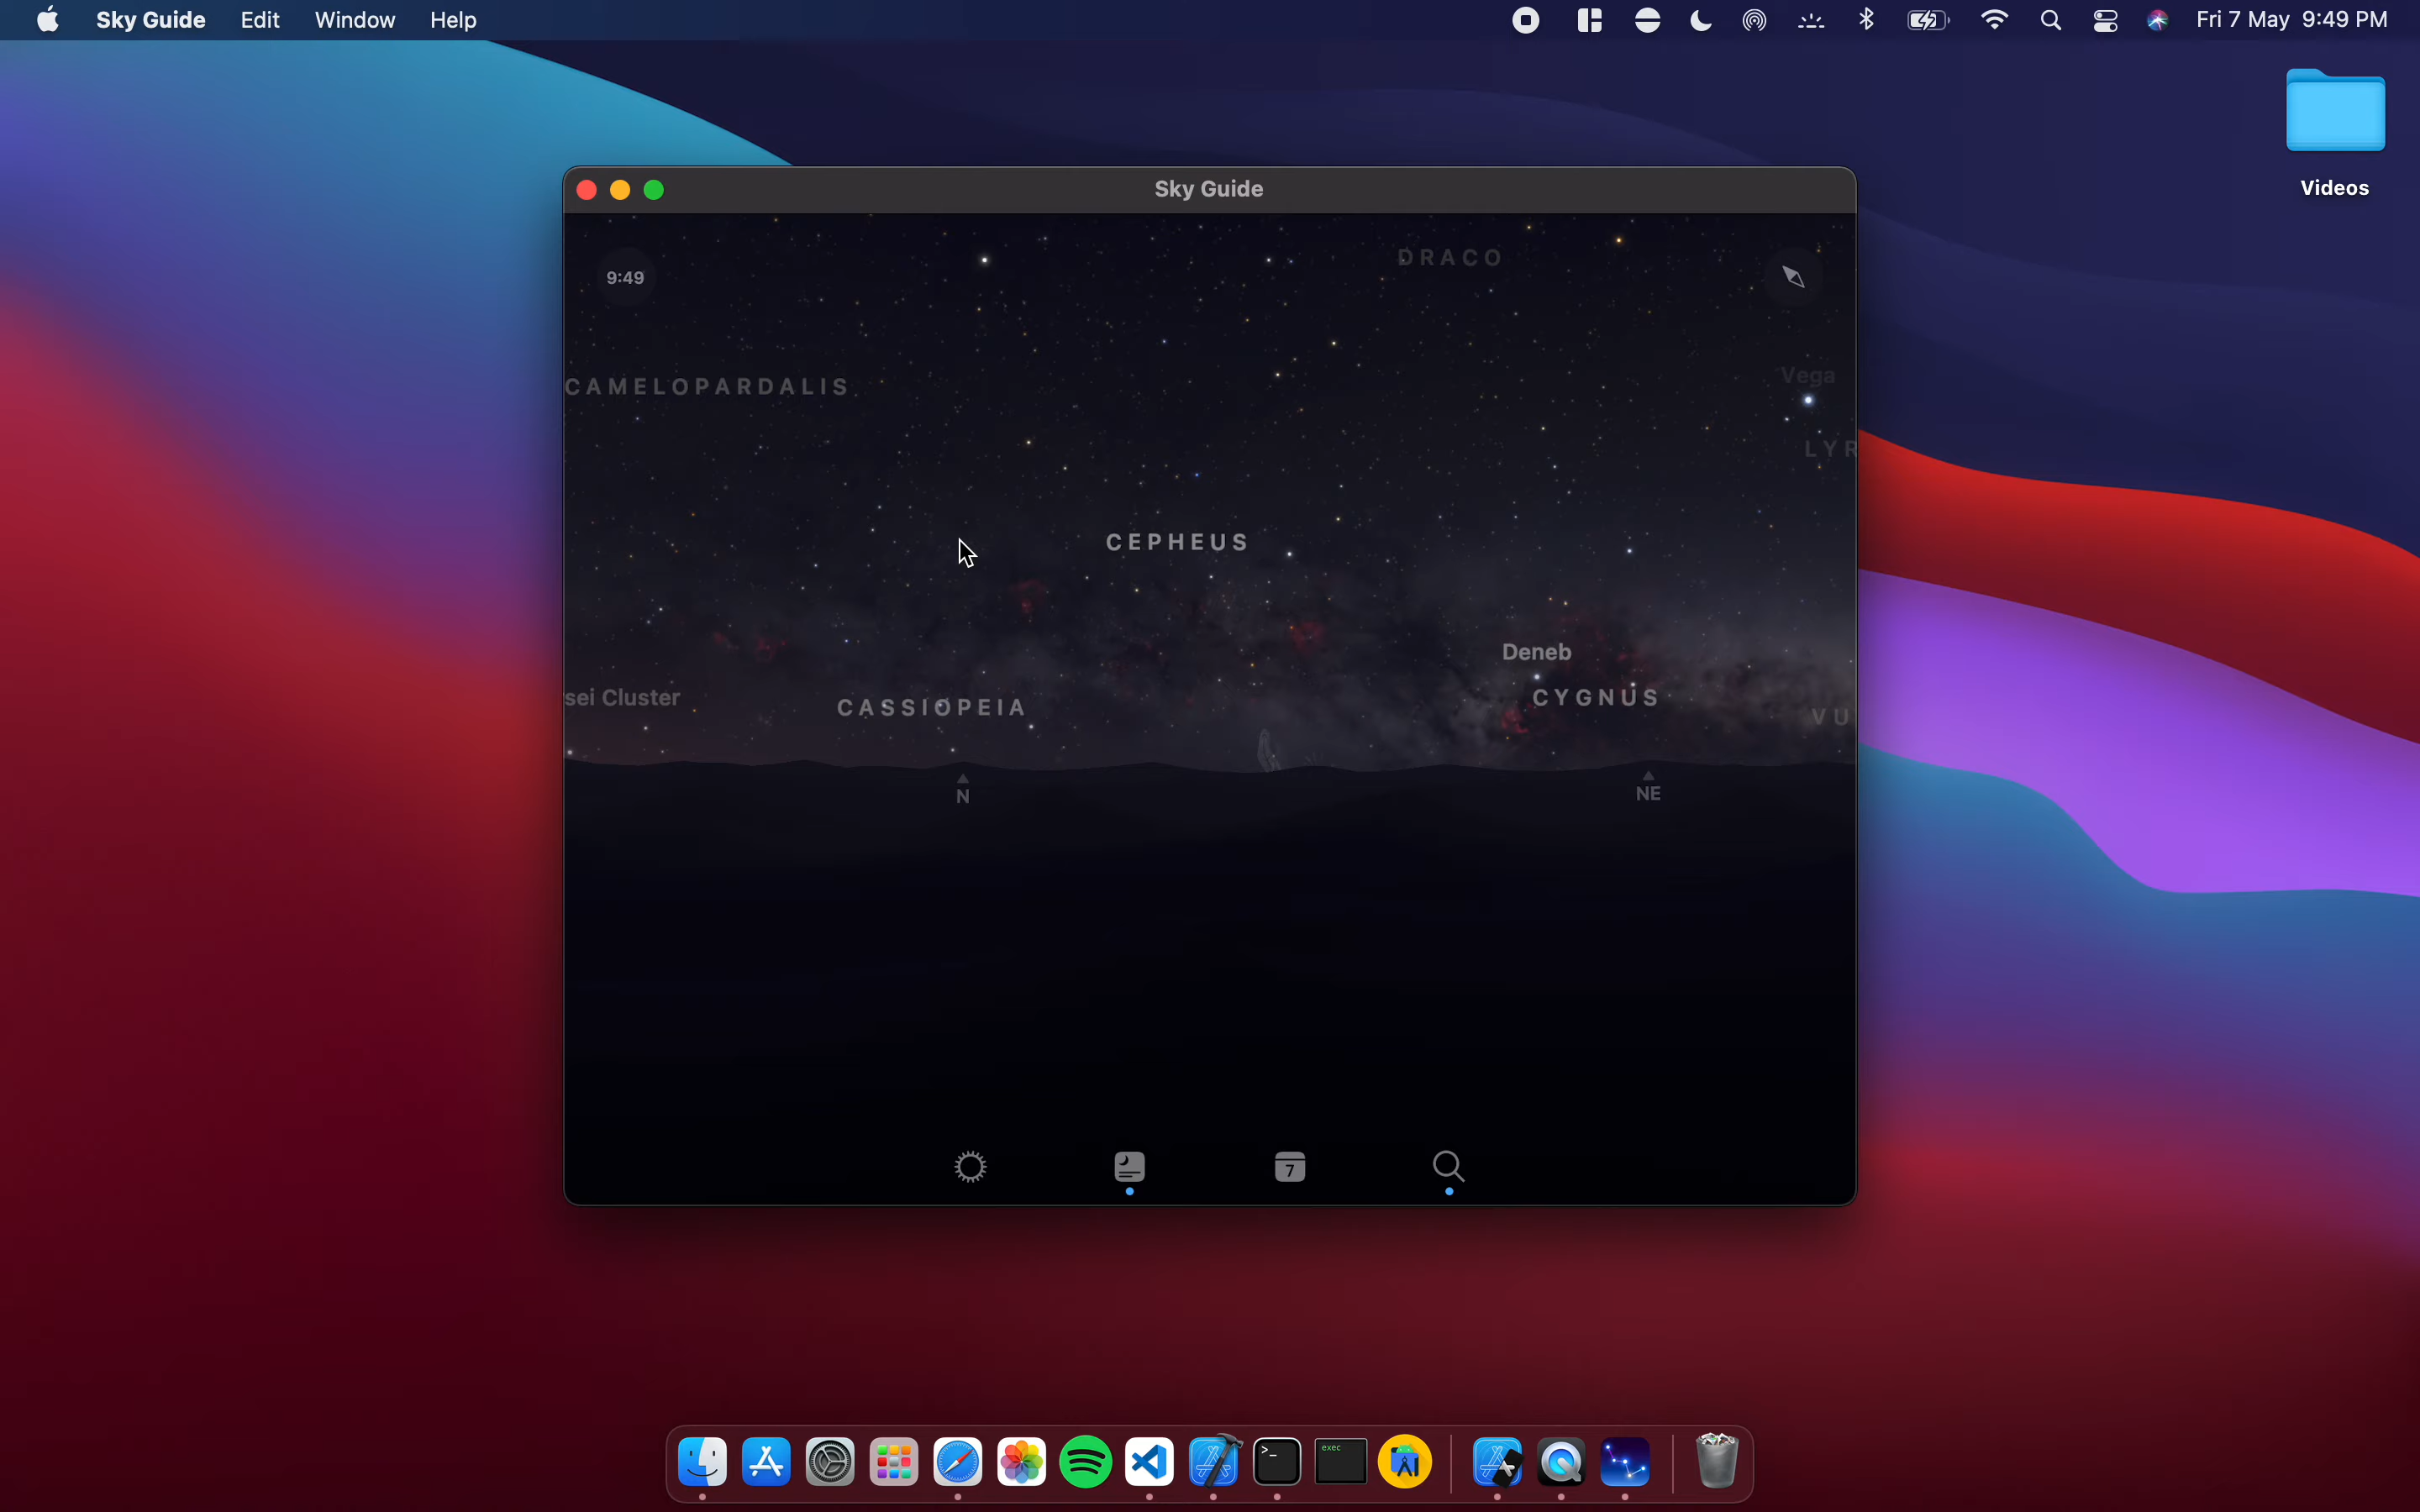 Sky Guide Edit Window Help Fri 7 May 9:49 PM
Videos
Sky Guide
DRACO
9:49
CAMELOPARDALIS
Vega
LYR
CEPHEUS
Deneb
sei Cluster
CASSIOPEIA
CYGNUS
VU
N
NE
7
>_
exec